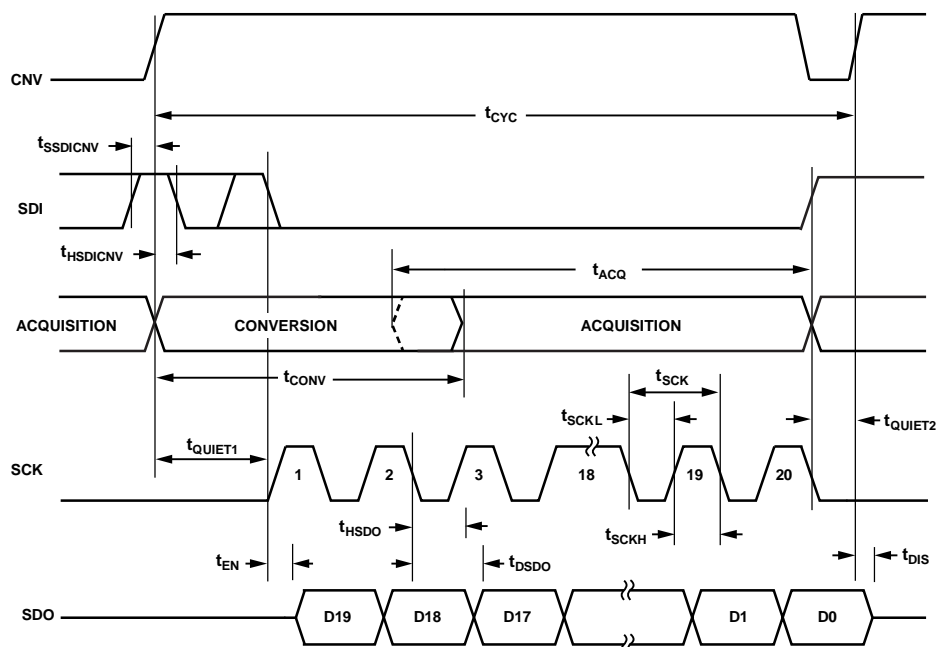 CNV
tCYC
tSSDICNV
SDI
tHSDICNV
tACQ
ACQUISITION CONVERSION ACQUISITION
tCONV
tSCK
tSCKL
tQUIET2
tQUIET1
SCK
1 2 3 18 19 20
tHSDO
tSCKH
tEN
tDSDO
tDIS
SDO
D19 D18 D17 D1 D0